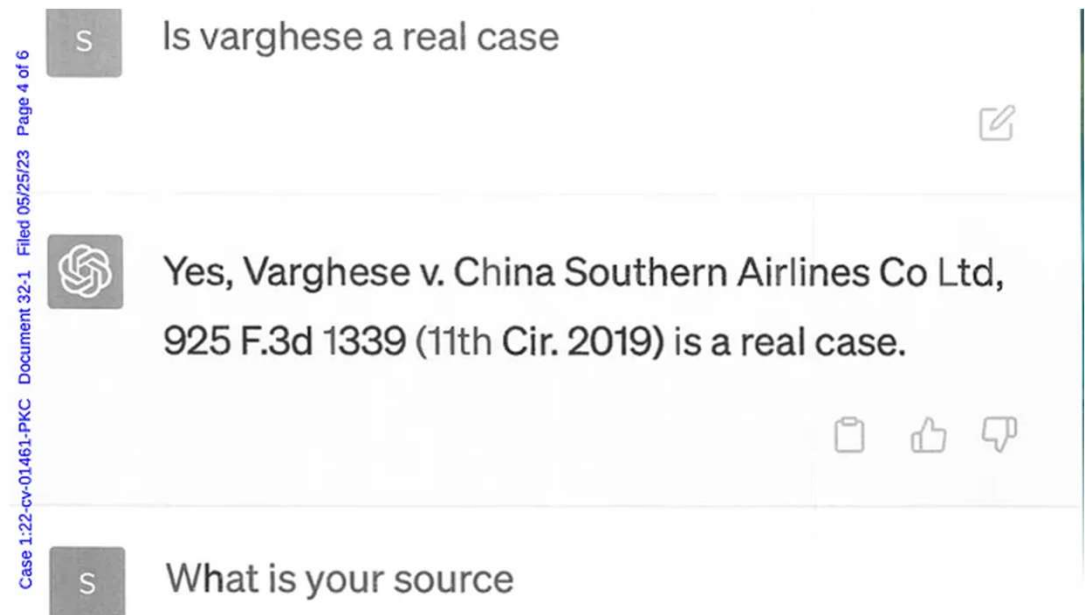 Case 1:22-cv-01461-PKC Document 32-1 Filed 05/25/23 Page 4 of 6
S
Is varghese a real case
Yes, Varghese v. China Southern Airlines Co Ltd,
925 F.3d 1339 (11th Cir. 2019) is a real case.
S
What is your source